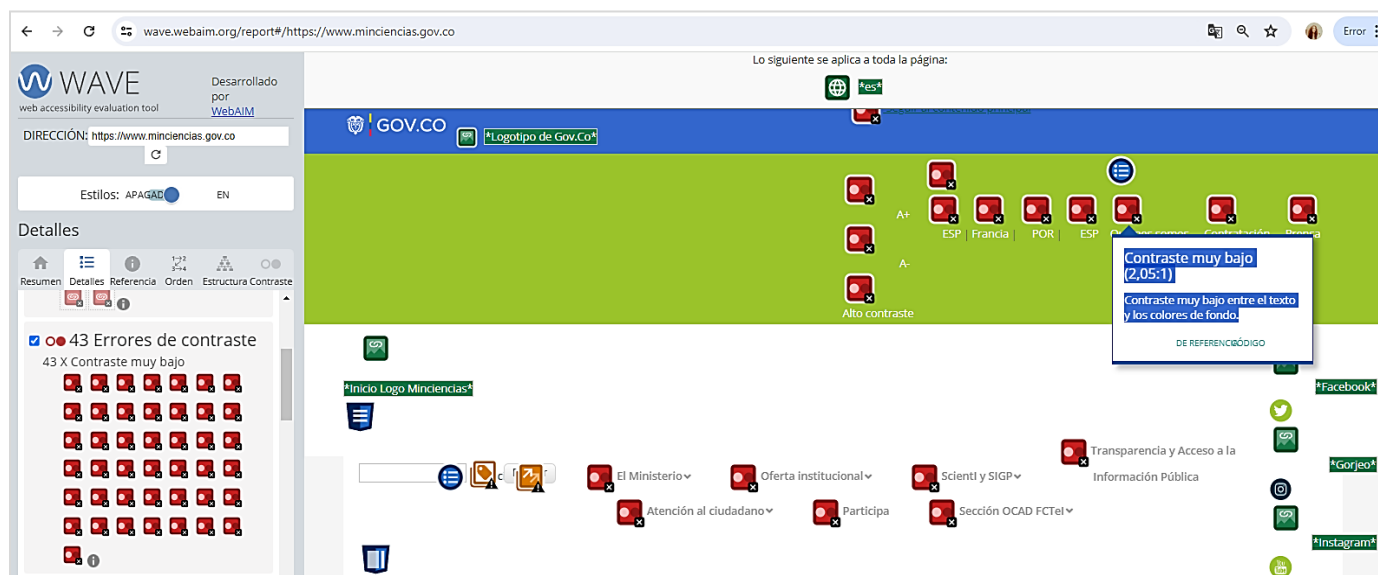 wave.webaim.org/report#/https://www.minciencias.gov.co
Error
WAVE
web accessibility evaluation tool
Desarrollado
por
WebAIM
DIRECCIÓN:
https://www.minciencias.gov.co
Estilos: APAGAD EN
Detalles
Resumen Detalles Referencia Orden Estructura Contraste
43 Errores de contraste
43 X Contraste muy bajo
Lo siguiente se aplica a toda la página:
*es*
GOV.CO
*Logotipo de Gov.Co*
A+
ESP | Francia | POR | ESP
A-
Alto contraste
Contraste muy bajo
(2,05:1)
Contraste muy bajo entre el texto
y los colores de fondo.
DE REFERENCI CÓDIGO
*Inicio Logo Minciencias*
*Facebook*
*Gorjeo*
*Instagram*
El Ministerio
Oferta institucional
ScientI y SIGP
Transparencia y Acceso a la
Información Pública
Atención al ciudadano
Participa
Sección OCAD FCTeI